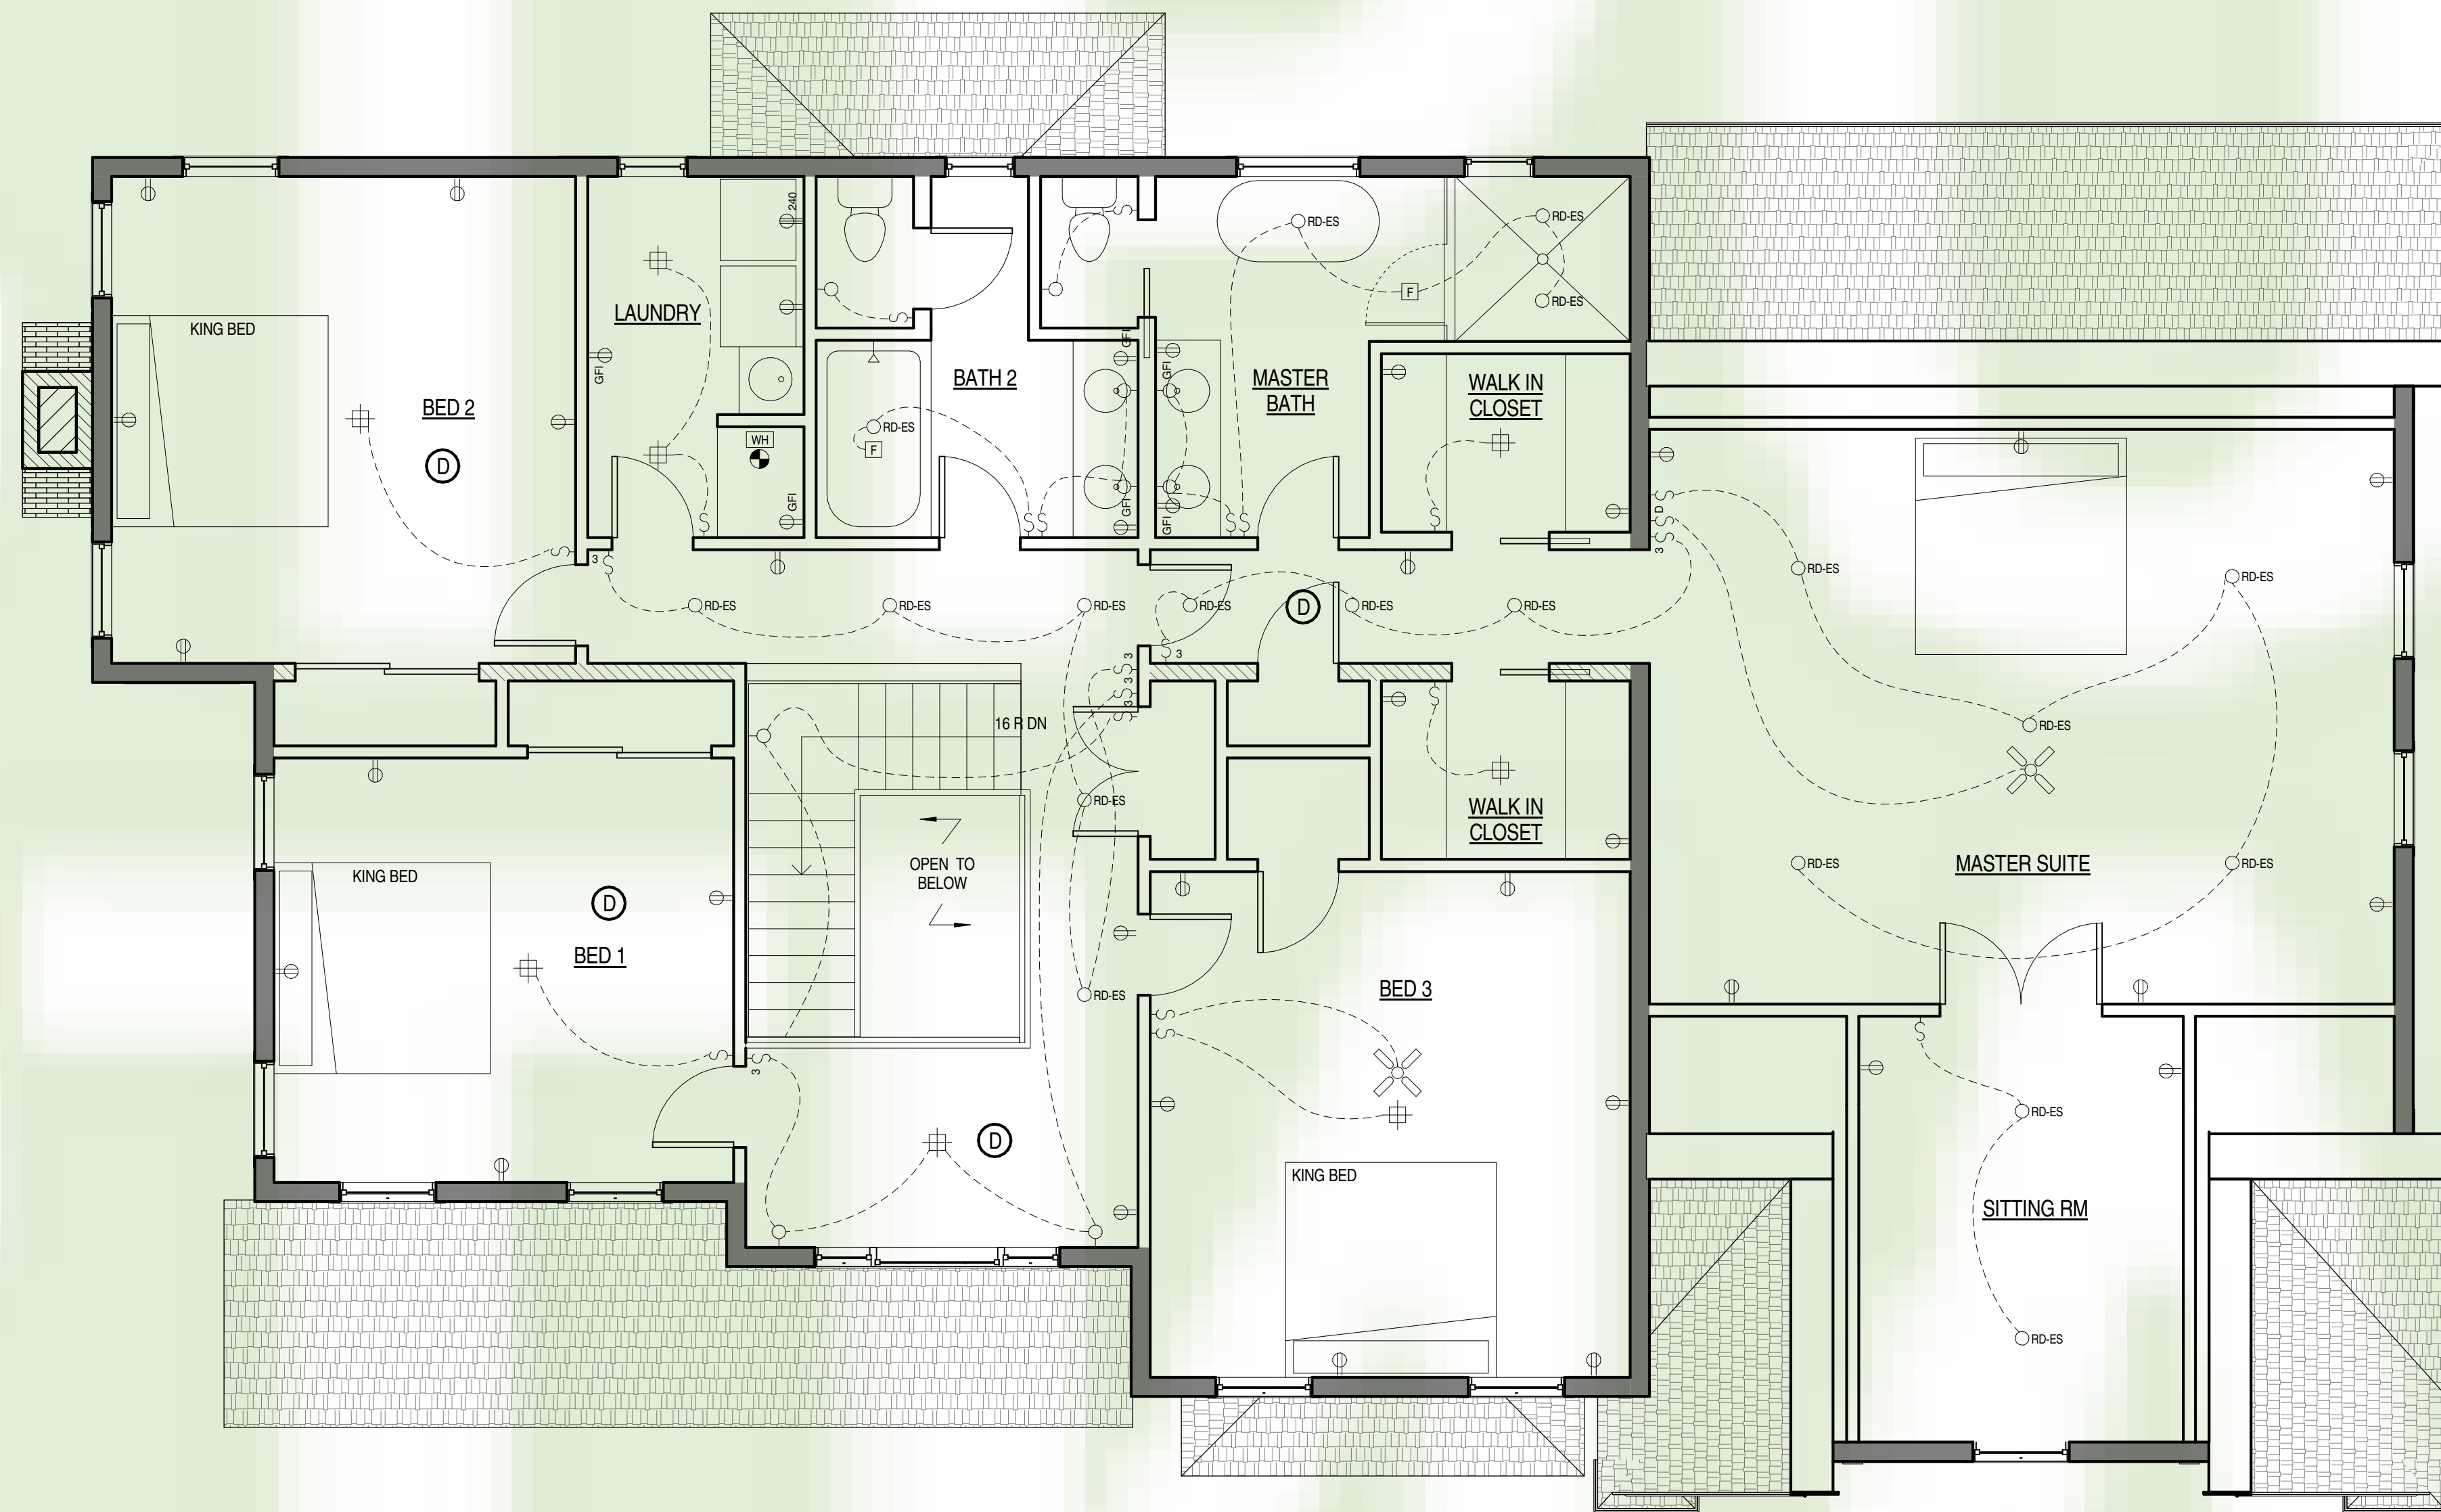 240
RD-ES
RD-ES
RD-ES
F
LAUNDRY
KING BED
GFI
GFI
GFI
BED 2
D
BATH 2
MASTER
BATH
WALK IN
CLOSET
RD-ES
F
WH
GFI
GFI
GFI
D
3
3
RD-ES
RD-ES
RD-ES
RD-ES
RD-ES
RD-ES
D
RD-ES
RD-ES
3
3
3
3
16 R DN
RD-ES
RD-ES
WALK IN
CLOSET
OPEN TO
BELOW
KING BED
D
BED 1
RD-ES
MASTER SUITE
RD-ES
RD-ES
BED 3
3
D
RD-ES
KING BED
SITTING RM
RD-ES